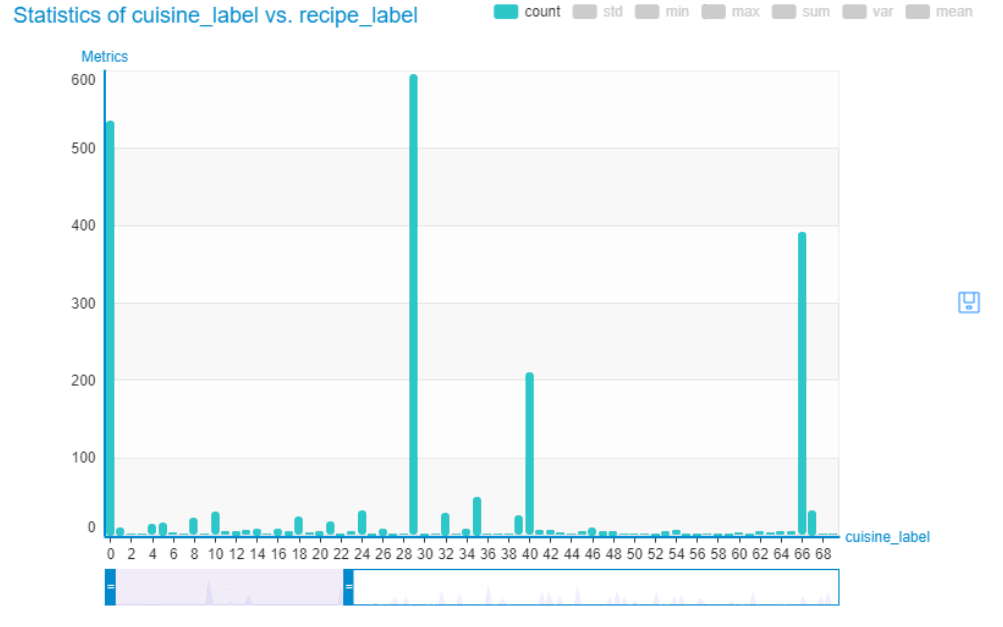 Statistics of cuisine_label vs. recipe_label
count std min max sum var mean
Metrics
600
500
400
300
200
100
0
0 2 4 6 8 10 12 14 16 18 20 22 24 26 28 30 32 34 36 38 40 42 44 46 48 50 52 54 56 58 60 62 64 66 68
cuisine_label